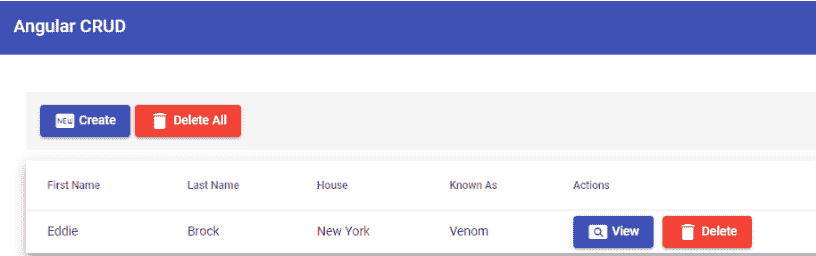 Angular CRUD
NEW Create Delete All
First Name Last Name House Known As Actions
Eddie Brock New York Venom View Delete